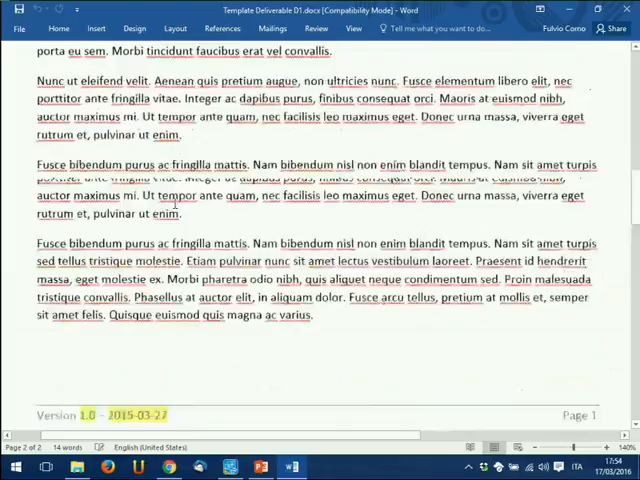 Template Deliverable D1.docx [Compatibility Mode] - Word
File Home Insert Design Layout References Mailings Review View Tell me what you want to do... Fulvio Corno Share
porta eu sem. Morbi tincidunt faucibus erat vel convallis.
Nunc ut eleifend velit. Aenean quis pretium augue, non ultricies nunc. Fusce elementum libero elit, nec
porttitor ante fringilla vitae. Integer ac dapibus purus, finibus consequat orci. Mauris at euismod nibh,
auctor maximus mi. Ut tempor ante quam, nec facilisis leo maximus eget. Donec urna massa, viverra eget
rutrum et, pulvinar ut enim.
Fusce bibendum purus ac fringilla mattis. Nam bibendum nisl non enim blandit tempus. Nam sit amet turpis
auctor maximus mi. Ut tempor ante quam, nec facilisis leo maximus eget. Donec urna massa, viverra eget
rutrum et, pulvinar ut enim.
Fusce bibendum purus ac fringilla mattis. Nam bibendum nisl non enim blandit tempus. Nam sit amet turpis
sed tellus tristique molestie. Etiam pulvinar nunc sit amet lectus vestibulum laoreet. Praesent id hendrerit
massa, eget molestie ex. Morbi pharetra odio nibh, quis aliquet neque condimentum sed. Proin malesuada
tristique convallis. Phasellus at auctor elit, in aliquam dolor. Fusce arcu tellus, pretium at mollis et, semper
sit amet felis. Quisque euismod quis magna ac varius.
Version 1.0 - 2015-03-27 Page 1
Page 2 of 2 14 words English (United States) 140%
ITA 17:54
17/03/2016